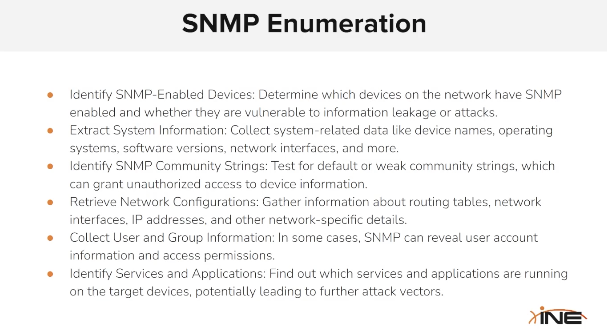 SNMP Enumeration
● Identify SNMP-Enabled Devices: Determine which devices on the network have SNMP
enabled and whether they are vulnerable to information leakage or attacks.
● Extract System Information: Collect system-related data like device names, operating
systems, software versions, network interfaces, and more.
● Identify SNMP Community Strings: Test for default or weak community strings, which
can grant unauthorized access to device information.
● Retrieve Network Configurations: Gather information about routing tables, network
interfaces, IP addresses, and other network-specific details.
● Collect User and Group Information: In some cases, SNMP can reveal user account
information and access permissions.
● Identify Services and Applications: Find out which services and applications are running
on the target devices, potentially leading to further attack vectors.
INE